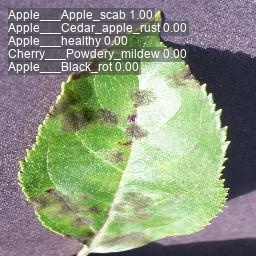 Apple___Apple_scab 1.00
Apple___Cedar_apple_rust 0.00
Apple___healthy 0.00
Cherry___Powdery_mildew 0.00
Apple___Black_rot 0.00